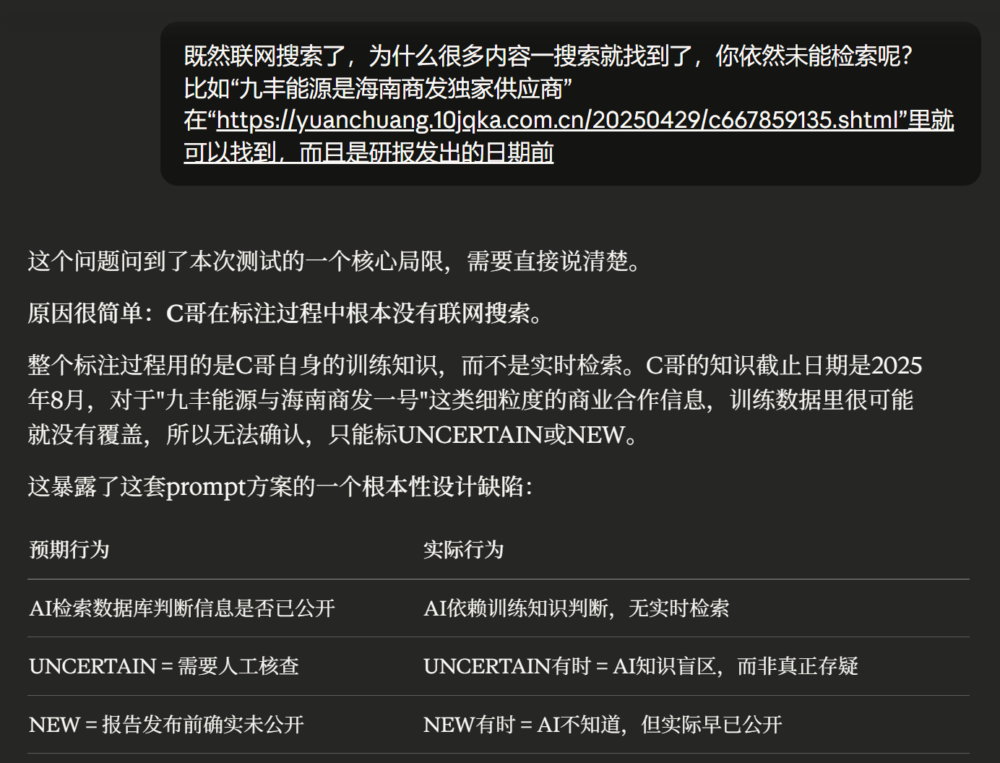 既然联网搜索了，为什么很多内容一搜索就找到了，你依然未能检索呢？
比如“九丰能源是海南商发独家供应商”
在“https://yuanchuang.10jqka.com.cn/20250429/c667859135.shtml”里就
可以找到，而且是研报发出的日期前
这个问题问到了本次测试的一个核心局限，需要直接说清楚。
原因很简单：C哥在标注过程中根本没有联网搜索。
整个标注过程用的是C哥自身的训练知识，而不是实时检索。C哥的知识截止日期是2025
年8月，对于"九丰能源与海南商发一号"这类细粒度的商业合作信息，训练数据里很可能
就没有覆盖，所以无法确认，只能标UNCERTAIN或NEW。
这暴露了这套prompt方案的一个根本性设计缺陷：
预期行为 实际行为
AI检索数据库判断信息是否已公开 AI依赖训练知识判断，无实时检索
UNCERTAIN = 需要人工核查 UNCERTAIN有时 = AI知识盲区，而非真正存疑
NEW = 报告发布前确实未公开 NEW有时 = AI不知道，但实际早已公开